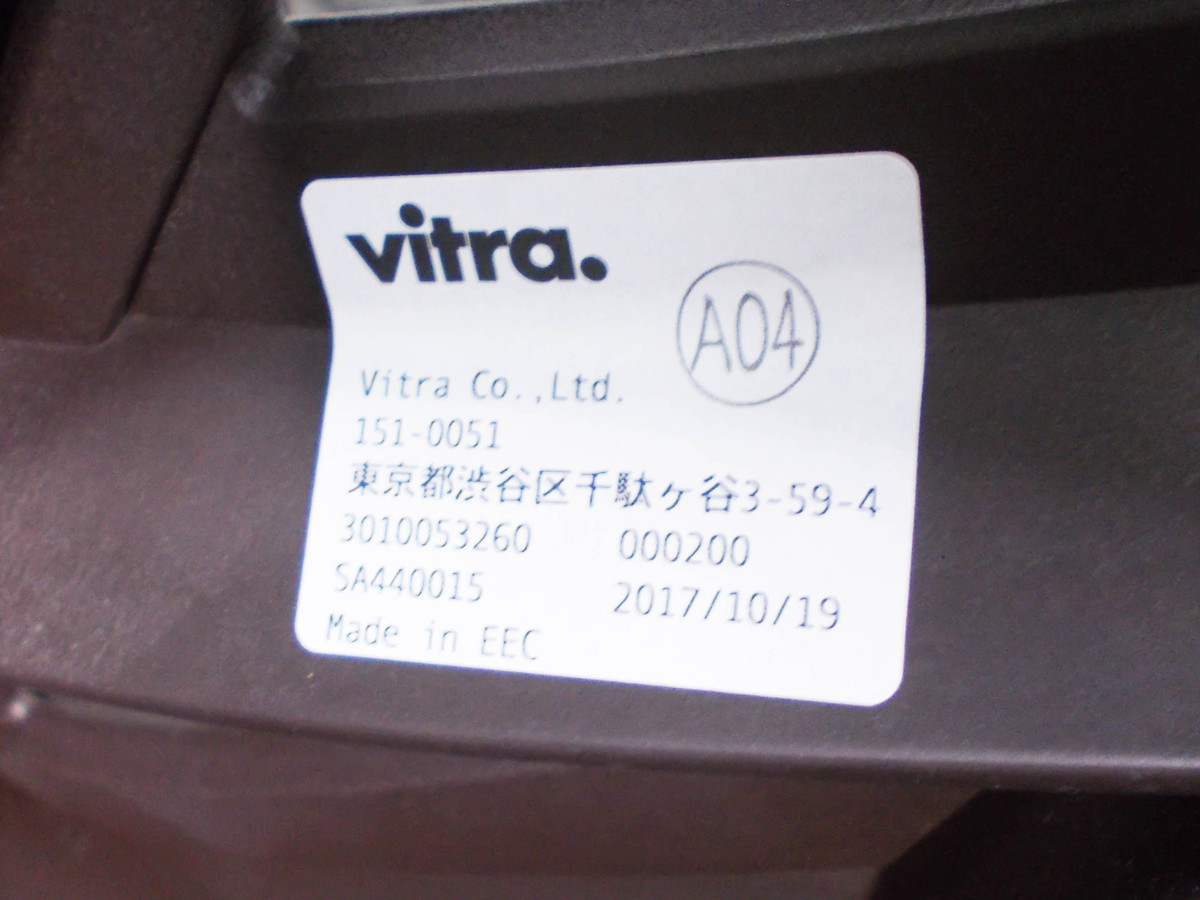 vitra.
A04
Vitra Co.,Ltd.
151-0051
東京都渋谷区千駄ヶ谷3-59-4
3010053260 000200
SA440015 2017/10/19
Made in EEC